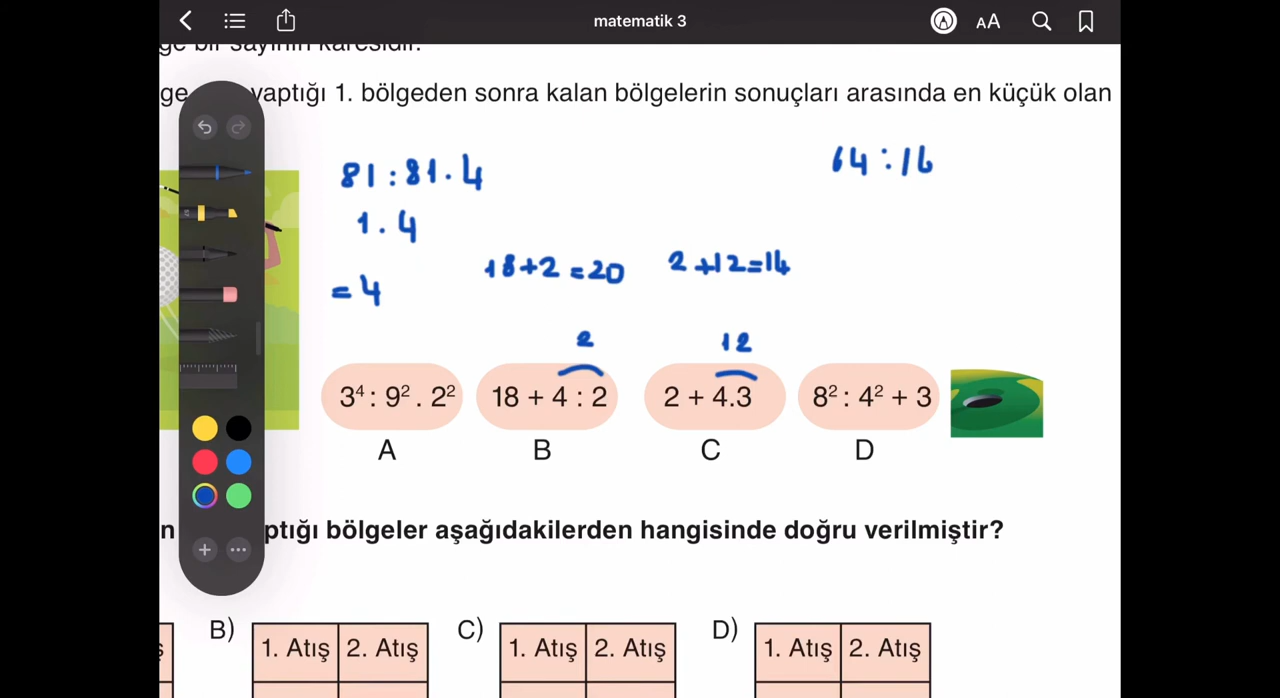 matematik 3
AA
ge bir sayının karesidir.
ge yaptığı 1. bölgeden sonra kalan bölgelerin sonuçları arasında en küçük olan
81 : 81 . 4
64 : 16
1 . 4
18+2=20
2+12=14
= 4
2
12
3⁴ : 9² . 2²
18 + 4 : 2
2 + 4.3
8² : 4² + 3
A
B
C
D
n ptığı bölgeler aşağıdakilerden hangisinde doğru verilmiştir?
B)
C)
D)
ş
1. Atış
2. Atış
1. Atış
2. Atış
1. Atış
2. Atış